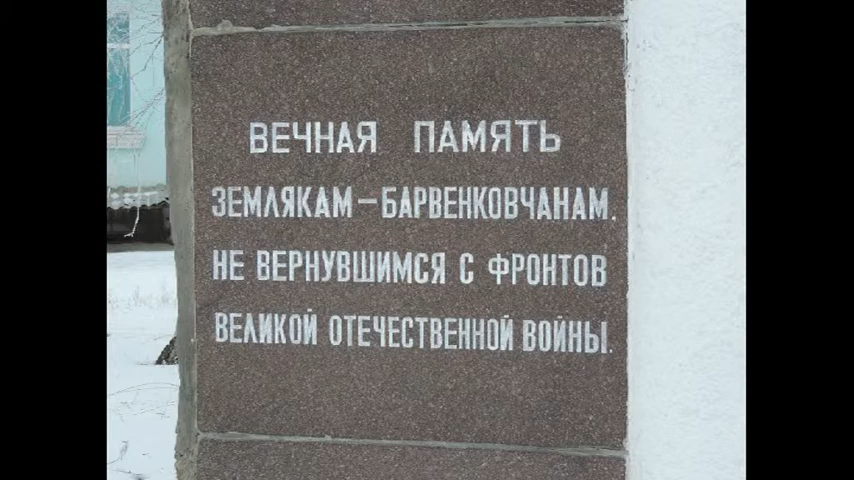 ВЕЧНАЯ ПАМЯТЬ
ЗЕМЛЯКАМ – БАРВЕНКОВЧАНАМ,
НЕ ВЕРНУВШИМСЯ С ФРОНТОВ
ВЕЛИКОЙ ОТЕЧЕСТВЕННОЙ ВОЙНЫ.